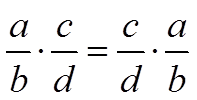 a/b · c/d = c/d · a/b